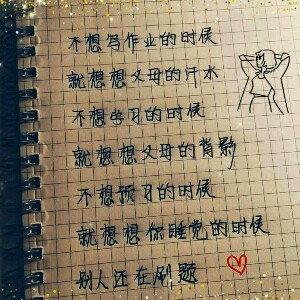 不想写作业的时候
就想想父母的汗水
不想学习的时候
就想想父母的背影
不想预习的时候
就想想你睡觉的时候
别人还在刷题